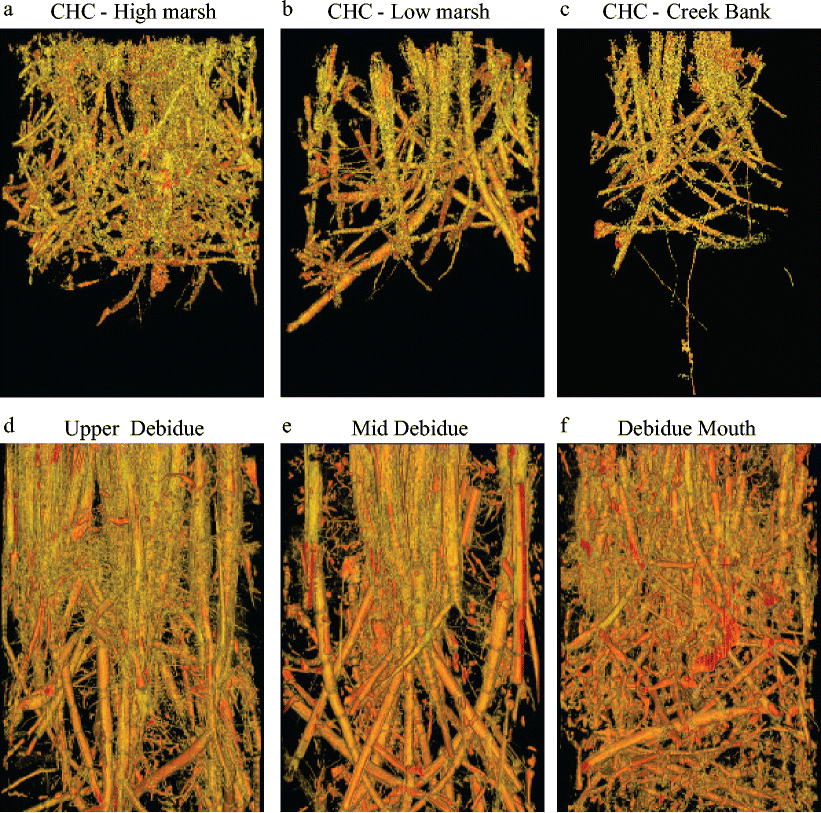 a CHC - High marsh
b CHC - Low marsh
c CHC - Creek Bank
d Upper Debidue
e Mid Debidue
f Debidue Mouth